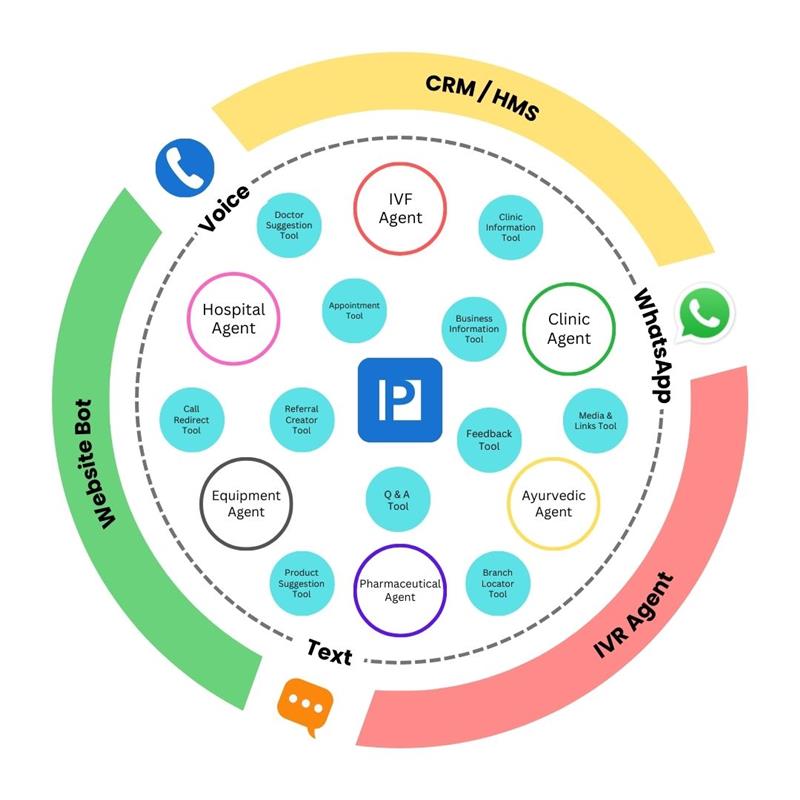 CRM / HMS
Voice
IVF
Agent
Doctor
Suggestion
Tool
Clinic
Information
Tool
Hospital
Agent
Appointment
Tool
Business
Information
Tool
Clinic
Agent
WhatsApp
P
Website Bot
Call
Redirect
Tool
Referral
Creator
Tool
Feedback
Tool
Media &
Links Tool
Equipment
Agent
Q & A
Tool
Ayurvedic
Agent
Product
Suggestion
Tool
Pharmaceutical
Agent
Branch
Locator
Tool
IVR Agent
Text